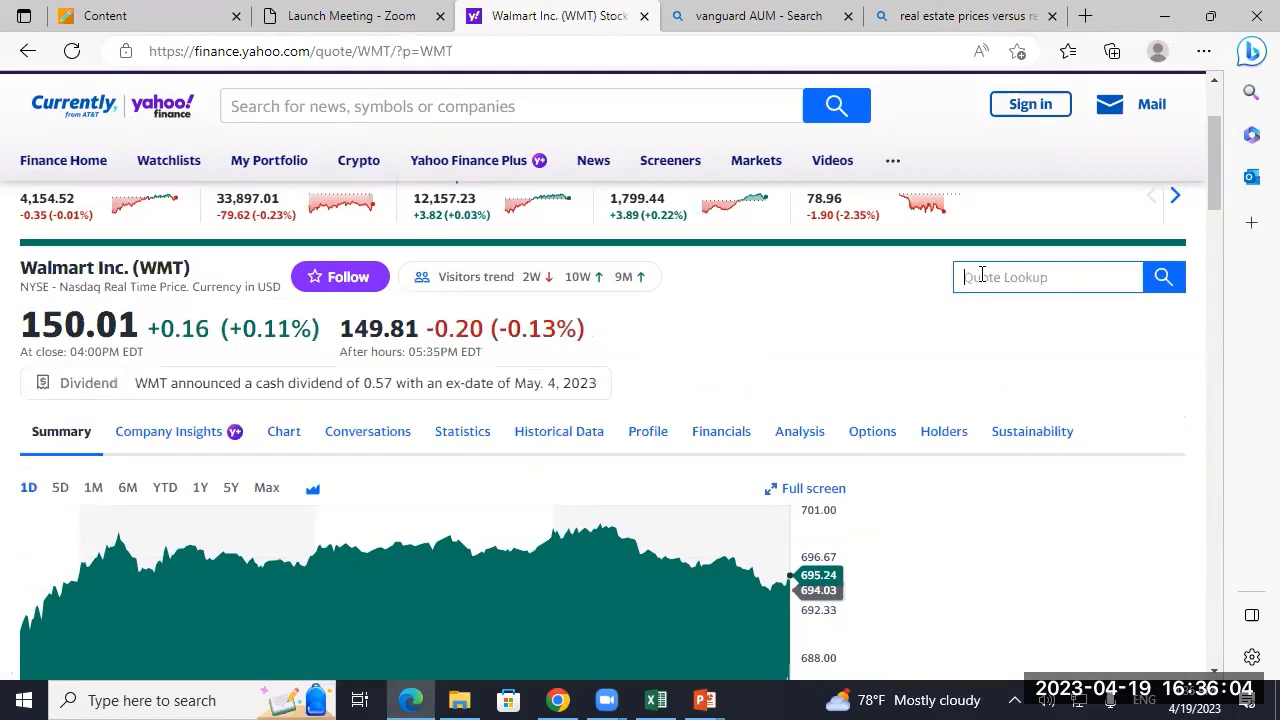 Content
Launch Meeting - Zoom
Walmart Inc. (WMT) Stock
vanguard AUM - Search
real estate prices versus re
https://finance.yahoo.com/quote/WMT/?p=WMT
Currently, from AT&T yahoo! finance
Search for news, symbols or companies
Sign in
Mail
Finance Home Watchlists My Portfolio Crypto Yahoo Finance Plus y+ News Screeners Markets Videos ...
4,154.52 33,897.01 12,157.23 1,799.44 78.96
-0.35 (-0.01%) -79.62 (-0.23%) +3.82 (+0.03%) +3.89 (+0.22%) -1.90 (-2.35%)
Walmart Inc. (WMT)
NYSE - Nasdaq Real Time Price. Currency in USD
Follow
Visitors trend 2W↓ 10W↑ 9M↑
Quote Lookup
150.01 +0.16 (+0.11%) 149.81 -0.20 (-0.13%)
At close: 04:00PM EDT After hours: 05:35PM EDT
Dividend WMT announced a cash dividend of 0.57 with an ex-date of May. 4, 2023
Summary Company Insights y+ Chart Conversations Statistics Historical Data Profile Financials Analysis Options Holders Sustainability
1D 5D 1M 6M YTD 1Y 5Y Max
Full screen
701.00
696.67
695.24
694.03
692.33
688.00
Type here to search
78°F Mostly cloudy
ENG
2023-04-19 16:36:04
4/19/2023